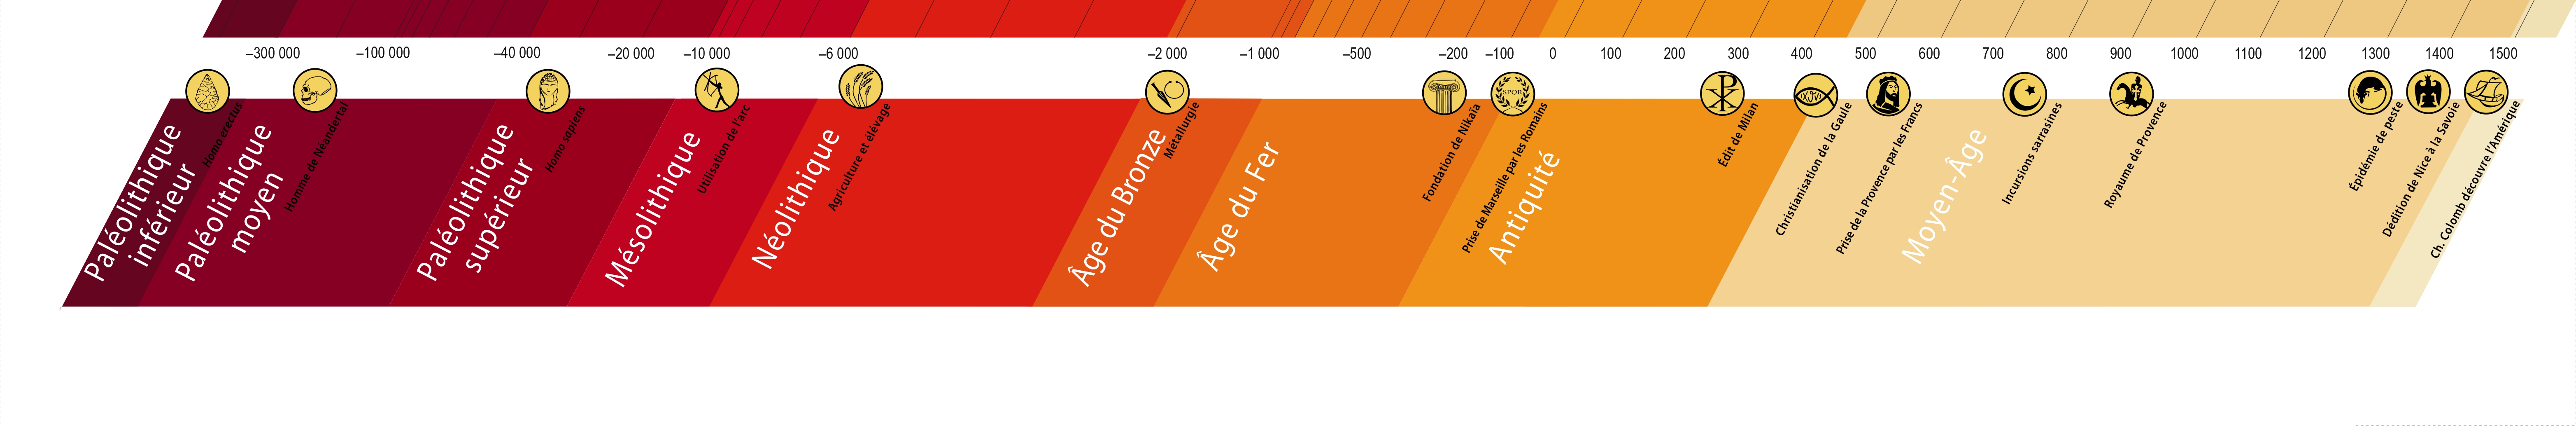 –300 000 –100 000 –40 000 –20 000 –10 000 –6 000 –2 000 –1 000 –500 –200 –100 0 100 200 300 400 500 600 700 800 900 1000 1100 1200 1300 1400 1500
Paléolithique
inférieur
Homo erectus
Paléolithique
moyen
Homme de Néandertal
Paléolithique
supérieur
Homo sapiens
Mésolithique
Utilisation de l'arc
Néolithique
Agriculture et élévage
Âge du Bronze
Métallurgie
Âge du Fer
Fondation de Nikaïa
SPQR
Prise de Marseille par les Romains
Antiquité
Édit de Milan
Christianisation de la Gaule
Prise de la Provence par les Francs
Moyen-Âge
Incursions sarrasines
Royaume de Provence
Épidémie de peste
Dédition de Nice à la Savoie
Ch. Colomb découvre l'Amérique